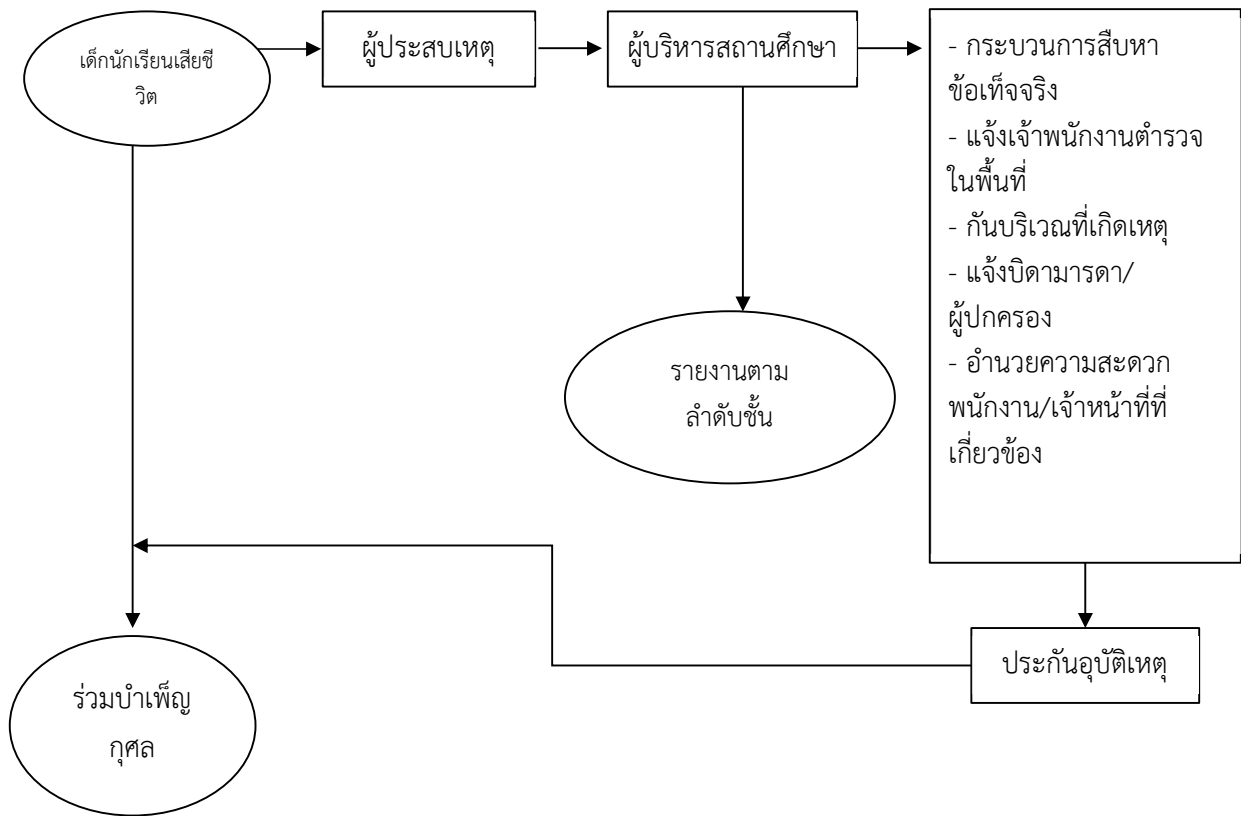 เด็กนักเรียนเสียชี
วิต
ผู้ประสบเหตุ
ผู้บริหารสถานศึกษา
- กระบวนการสืบหา
ข้อเท็จจริง
- แจ้งเจ้าพนักงานตำรวจ
ในพื้นที่
- กันบริเวณที่เกิดเหตุ
- แจ้งบิดามารดา/
ผู้ปกครอง
- อำนวยความสะดวก
พนักงาน/เจ้าหน้าที่ที่
เกี่ยวข้อง
รายงานตาม
ลำดับชั้น
ประกันอุบัติเหตุ
ร่วมบำเพ็ญ
กุศล